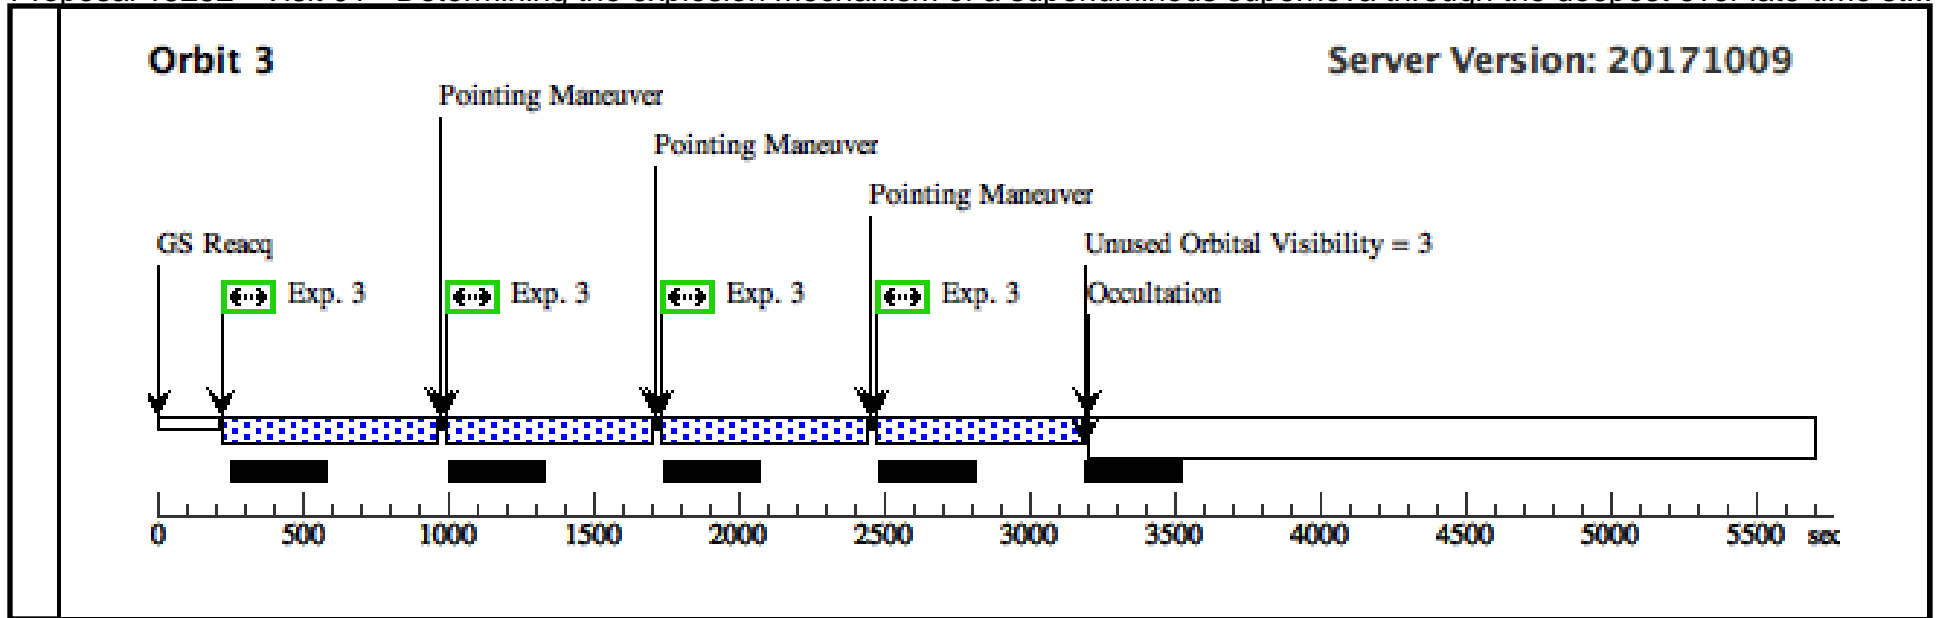 Orbit 3
Server Version: 20171009
Pointing Maneuver
Pointing Maneuver
Pointing Maneuver
GS Reacq
Unused Orbital Visibility = 3
Exp. 3
Exp. 3
Exp. 3
Exp. 3
Occultation
0 500 1000 1500 2000 2500 3000 3500 4000 4500 5000 5500 sec